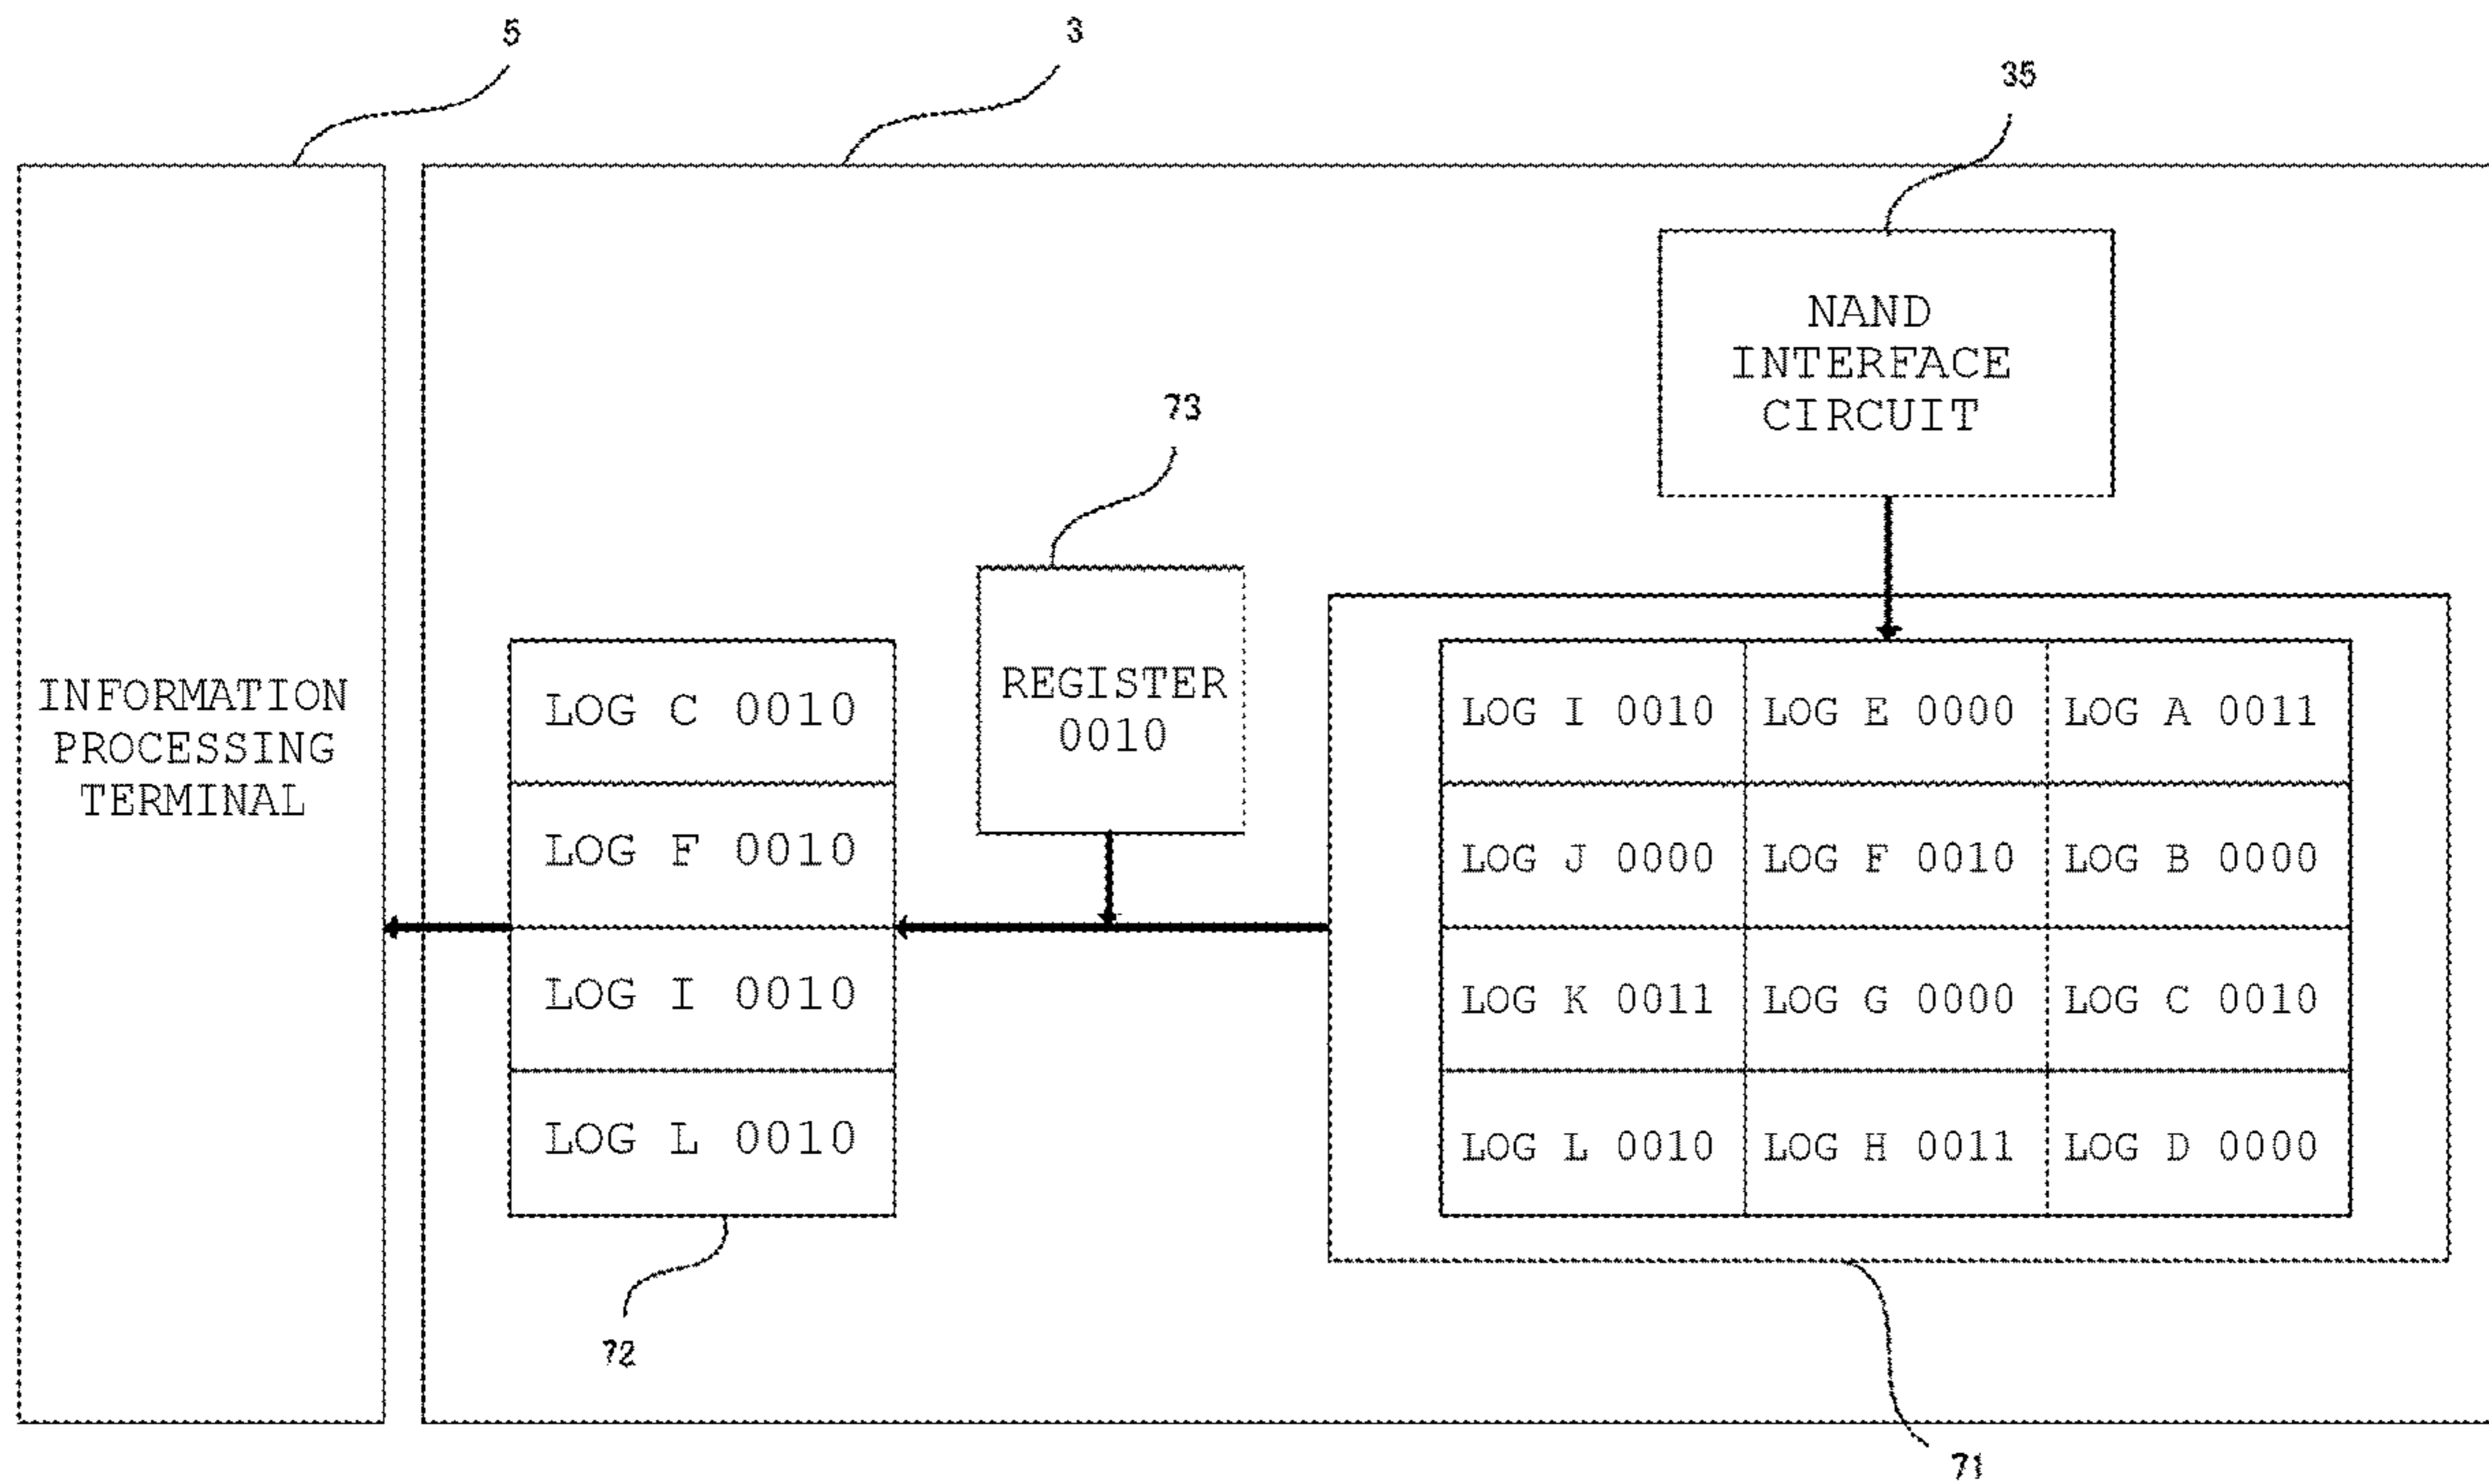 5
3
35
NAND
INTERFACE
CIRCUIT
73
REGISTER
0010
INFORMATION
PROCESSING
TERMINAL
LOG C 0010
LOG F 0010
LOG I 0010
LOG L 0010
72
LOG I 0010 LOG E 0000 LOG A 0011
LOG J 0000 LOG F 0010 LOG B 0000
LOG K 0011 LOG G 0000 LOG C 0010
LOG L 0010 LOG H 0011 LOG D 0000
71